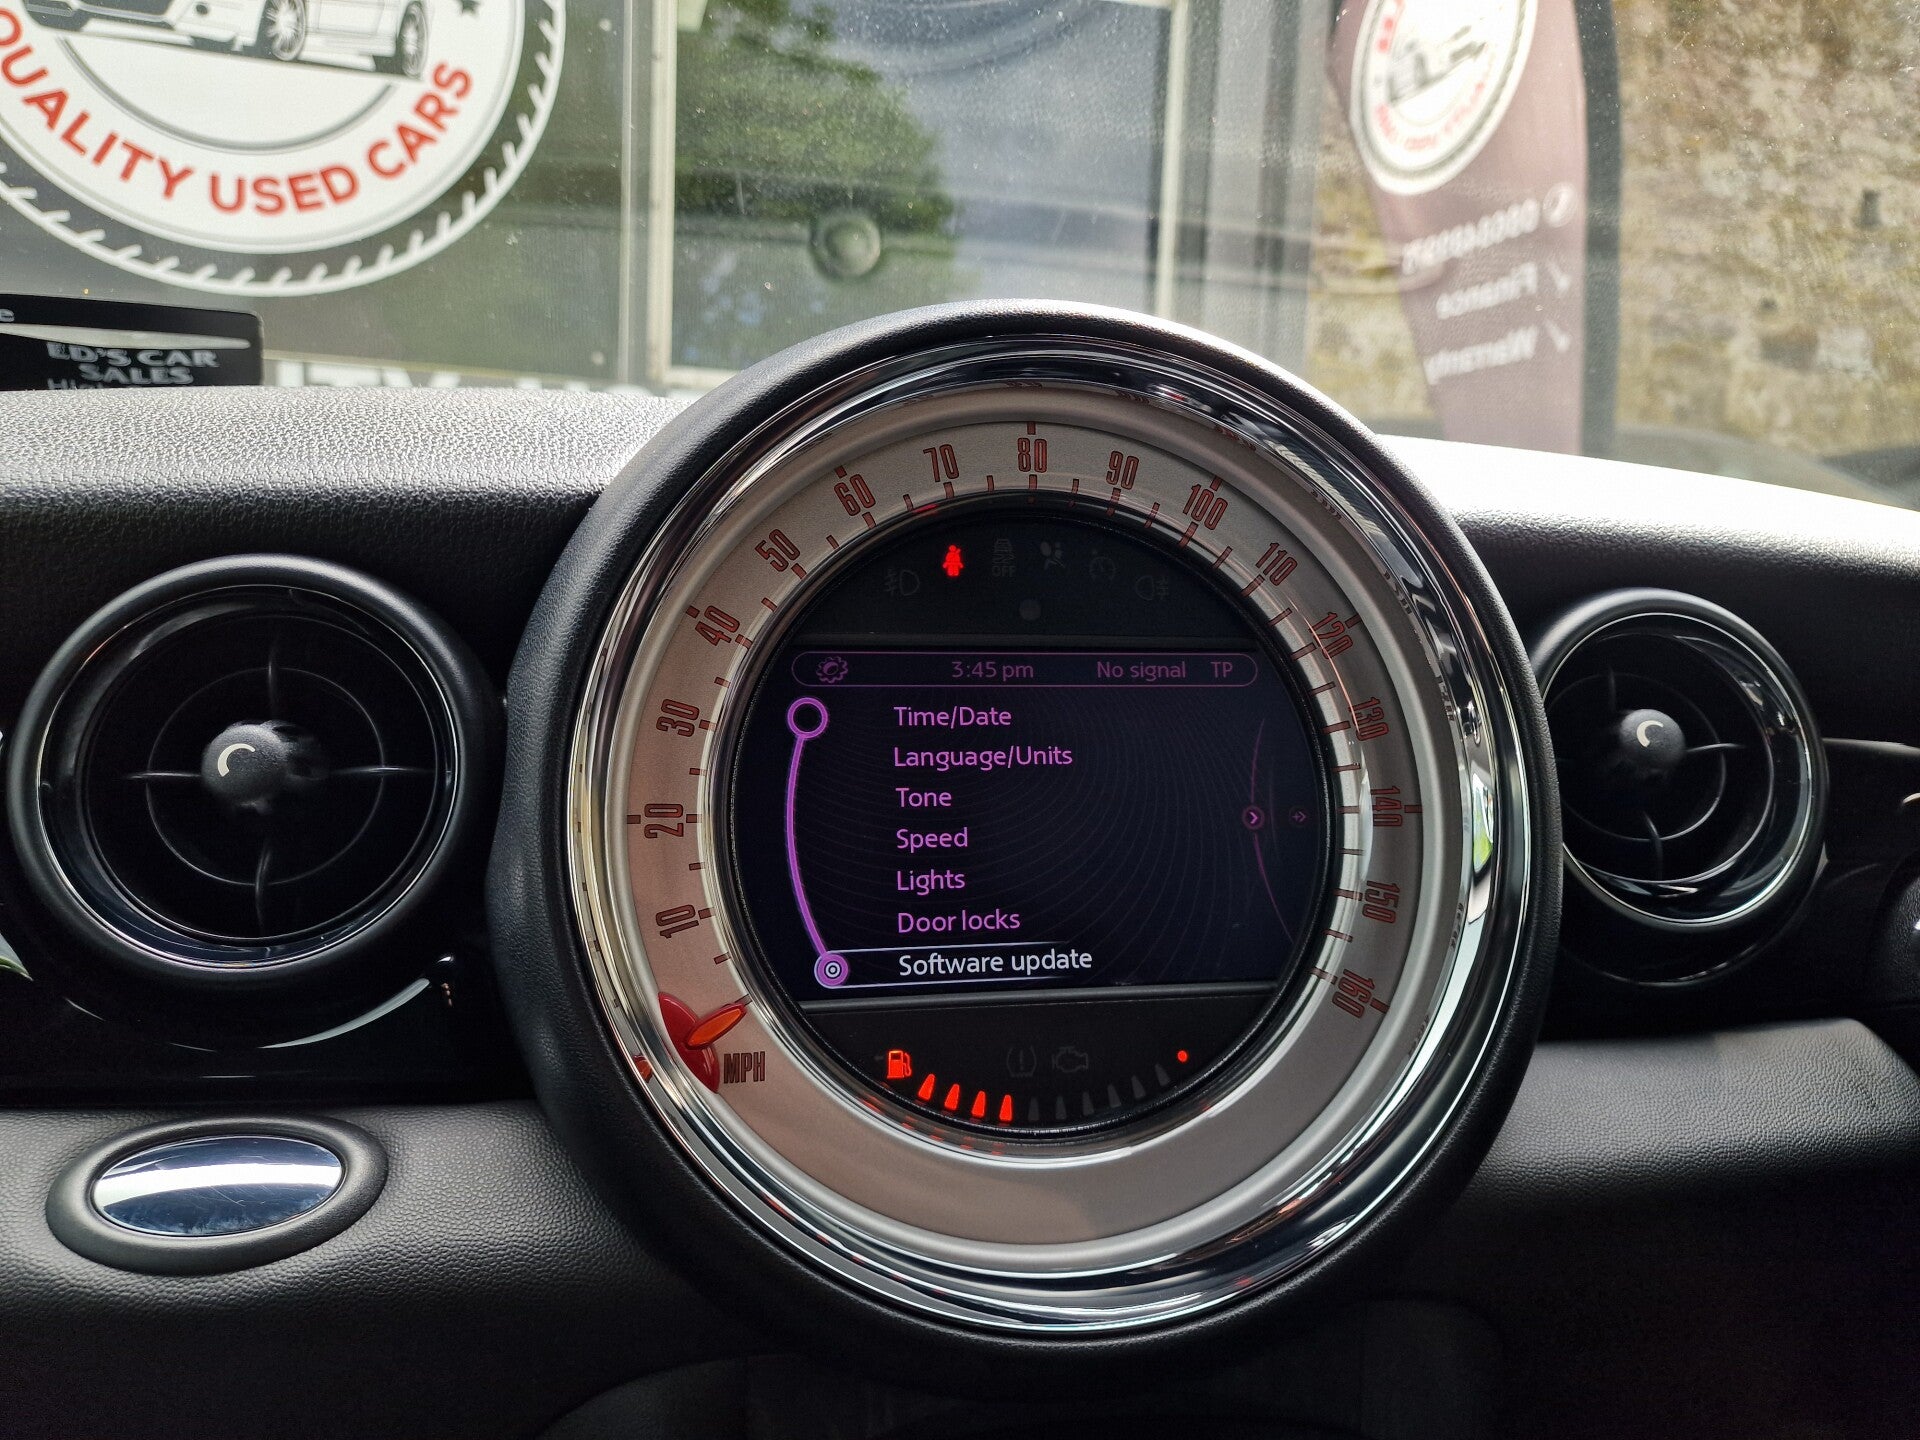 QUALITY USED CARS
ED'S CAR
SALES
Finance
Warranty
10
20
30
40
50
60
70
80
90
100
110
120
130
140
150
160
MPH
OFF
3:45 pm No signal TP
Time/Date
Language/Units
Tone
Speed
Lights
Door locks
Software update